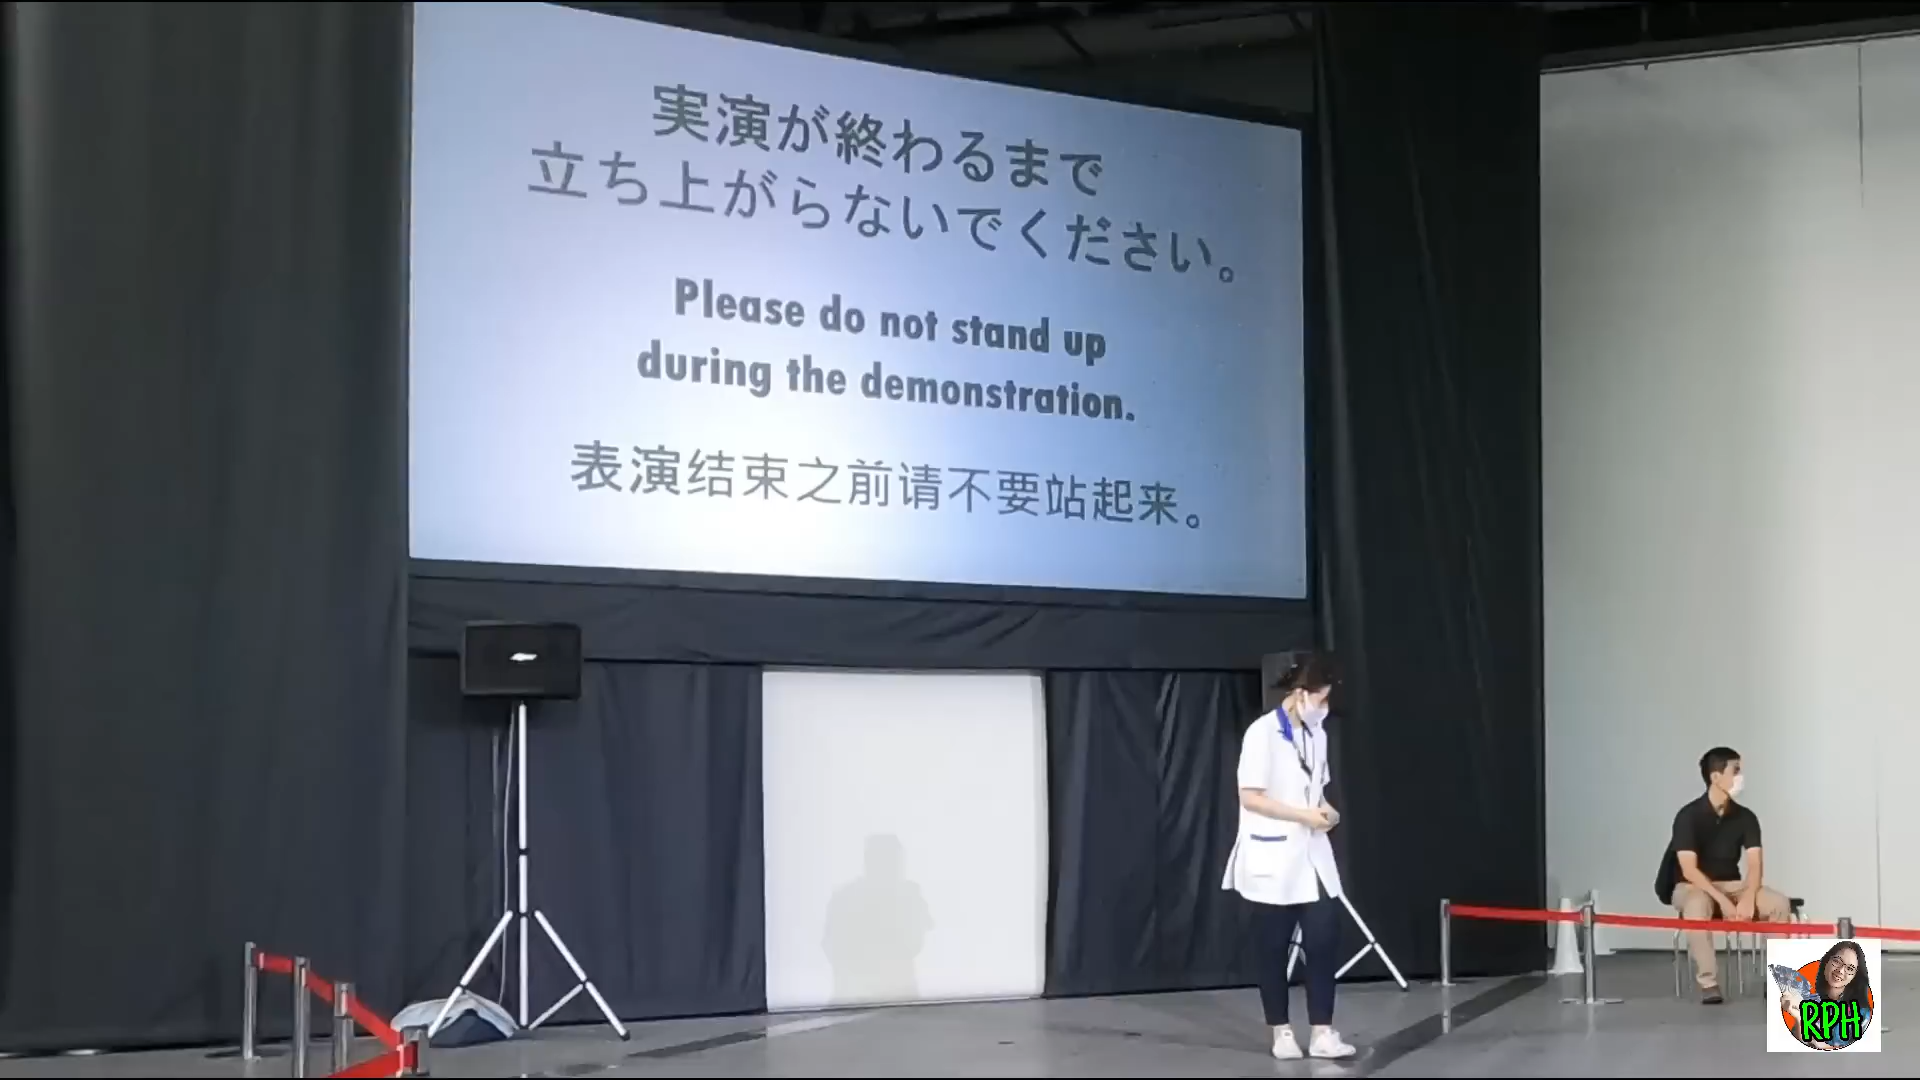 実演が終わるまで
立ち上がらないでください。
Please do not stand up
during the demonstration.
表演结束之前请不要站起来。
RPH